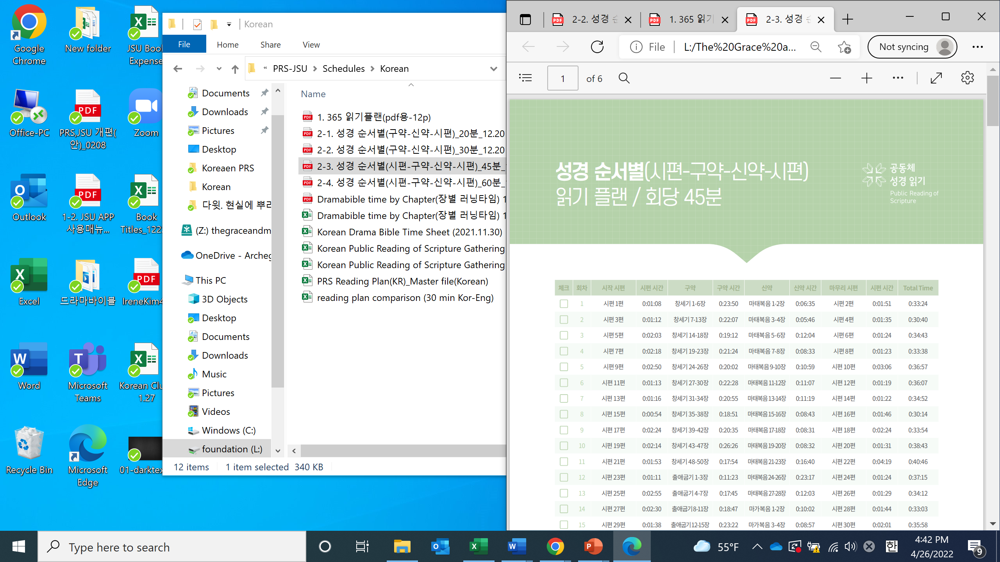 Google
Chrome
New folder
JSU Boo
Expense
Office-PC
PRS,JSU 개편(
안)_0208
Zoom
Outlook
1-2. JSU APP
사용매뉴...
Book
Titles_122
Excel
드라마바이블
IreneKim4
Word
Microsoft
Teams
Korean Clu
1.27
Recycle Bin
Microsoft
Edge
01-darktex
Korean
File
Home
Share
View
« PRS-JSU > Schedules > Korean
Documents
Downloads
Pictures
Desktop
Koreaen PRS
Korean
다윗. 현실에 뿌리
(Z:) thegraceandm
OneDrive - Archeg
This PC
3D Objects
Desktop
Documents
Downloads
Music
Pictures
Videos
Windows (C:)
foundation (L:)
Name
1. 365 읽기플랜(pdf용-12p)
2-1. 성경 순서별(구약-신약-시편)_20분_12.20
2-2. 성경 순서별(구약-신약-시편)_30분_12.20
2-3. 성경 순서별(시편-구약-신약-시편)_45분_
2-4. 성경 순서별(시편-구약-신약-시편)_60분_
Dramabible time by Chapter(장별 러닝타임) 1
Dramabible time by Chapter(장별 러닝타임) 1
Korean Drama Bible Time Sheet (2021.11.30)
Korean Public Reading of Scripture Gathering
Korean Public Reading of Scripture Gathering
PRS Reading Plan(KR)_Master file(Korean)
reading plan comparison (30 min Kor-Eng)
12 items 1 item selected 340 KB
2-2. 성경 순
1. 365 읽기
2-3. 성경 순
File L:/The%20Grace%20a...
Not syncing
1 of 6
성경 순서별(시편-구약-신약-시편)
읽기 플랜 / 회당 45분
공동체
성경 읽기
Public Reading of
Scripture
체크 회차 시작 시편 시편 시간 구약 구약 시간 신약 신약 시간 마무리 시편 시편 시간 Total Time
1 시편 1편 0:01:08 창세기 1-6장 0:23:50 마태복음 1-2장 0:06:35 시편 2편 0:01:51 0:33:24
2 시편 3편 0:01:12 창세기 7-13장 0:22:07 마태복음 3-4장 0:05:46 시편 4편 0:01:35 0:30:40
3 시편 5편 0:02:03 창세기 14-18장 0:19:12 마태복음 5-6장 0:12:04 시편 6편 0:01:24 0:34:43
4 시편 7편 0:02:18 창세기 19-23장 0:21:24 마태복음 7-8장 0:08:33 시편 8편 0:01:23 0:33:38
5 시편 9편 0:02:50 창세기 24-26장 0:20:02 마태복음 9-10장 0:10:59 시편 10편 0:03:06 0:36:57
6 시편 11편 0:01:13 창세기 27-30장 0:22:28 마태복음 11-12장 0:11:07 시편 12편 0:01:19 0:36:07
7 시편 13편 0:01:16 창세기 31-34장 0:20:55 마태복음 13-14장 0:11:19 시편 14편 0:01:22 0:34:52
8 시편 15편 0:00:54 창세기 35-38장 0:18:51 마태복음 15-16장 0:08:43 시편 16편 0:01:46 0:30:14
9 시편 17편 0:02:24 창세기 39-42장 0:20:35 마태복음 17-18장 0:08:31 시편 18편 0:02:24 0:33:54
10 시편 19편 0:02:14 창세기 43-47장 0:26:26 마태복음 19-20장 0:08:32 시편 20편 0:01:31 0:38:43
11 시편 21편 0:01:53 창세기 48-50장 0:17:54 마태복음 21-23장 0:16:40 시편 22편 0:04:19 0:40:46
12 시편 23편 0:01:11 출애굽기 1-3장 0:11:23 마태복음 24-26장 0:23:17 시편 24편 0:01:24 0:37:15
13 시편 25편 0:02:55 출애굽기 4-7장 0:17:45 마태복음 27-28장 0:12:03 시편 26편 0:01:29 0:34:12
14 시편 27편 0:02:30 출애굽기 8-11장 0:18:47 마가복음 1-2장 0:10:02 시편 28편 0:01:44 0:33:03
15 시편 29편 0:01:38 출애굽기 12-15장 0:23:22 마가복음 3-4장 0:08:57 시편 30편 0:02:01 0:35:58
Type here to search
55°F
한
4:42 PM
4/26/2022
9